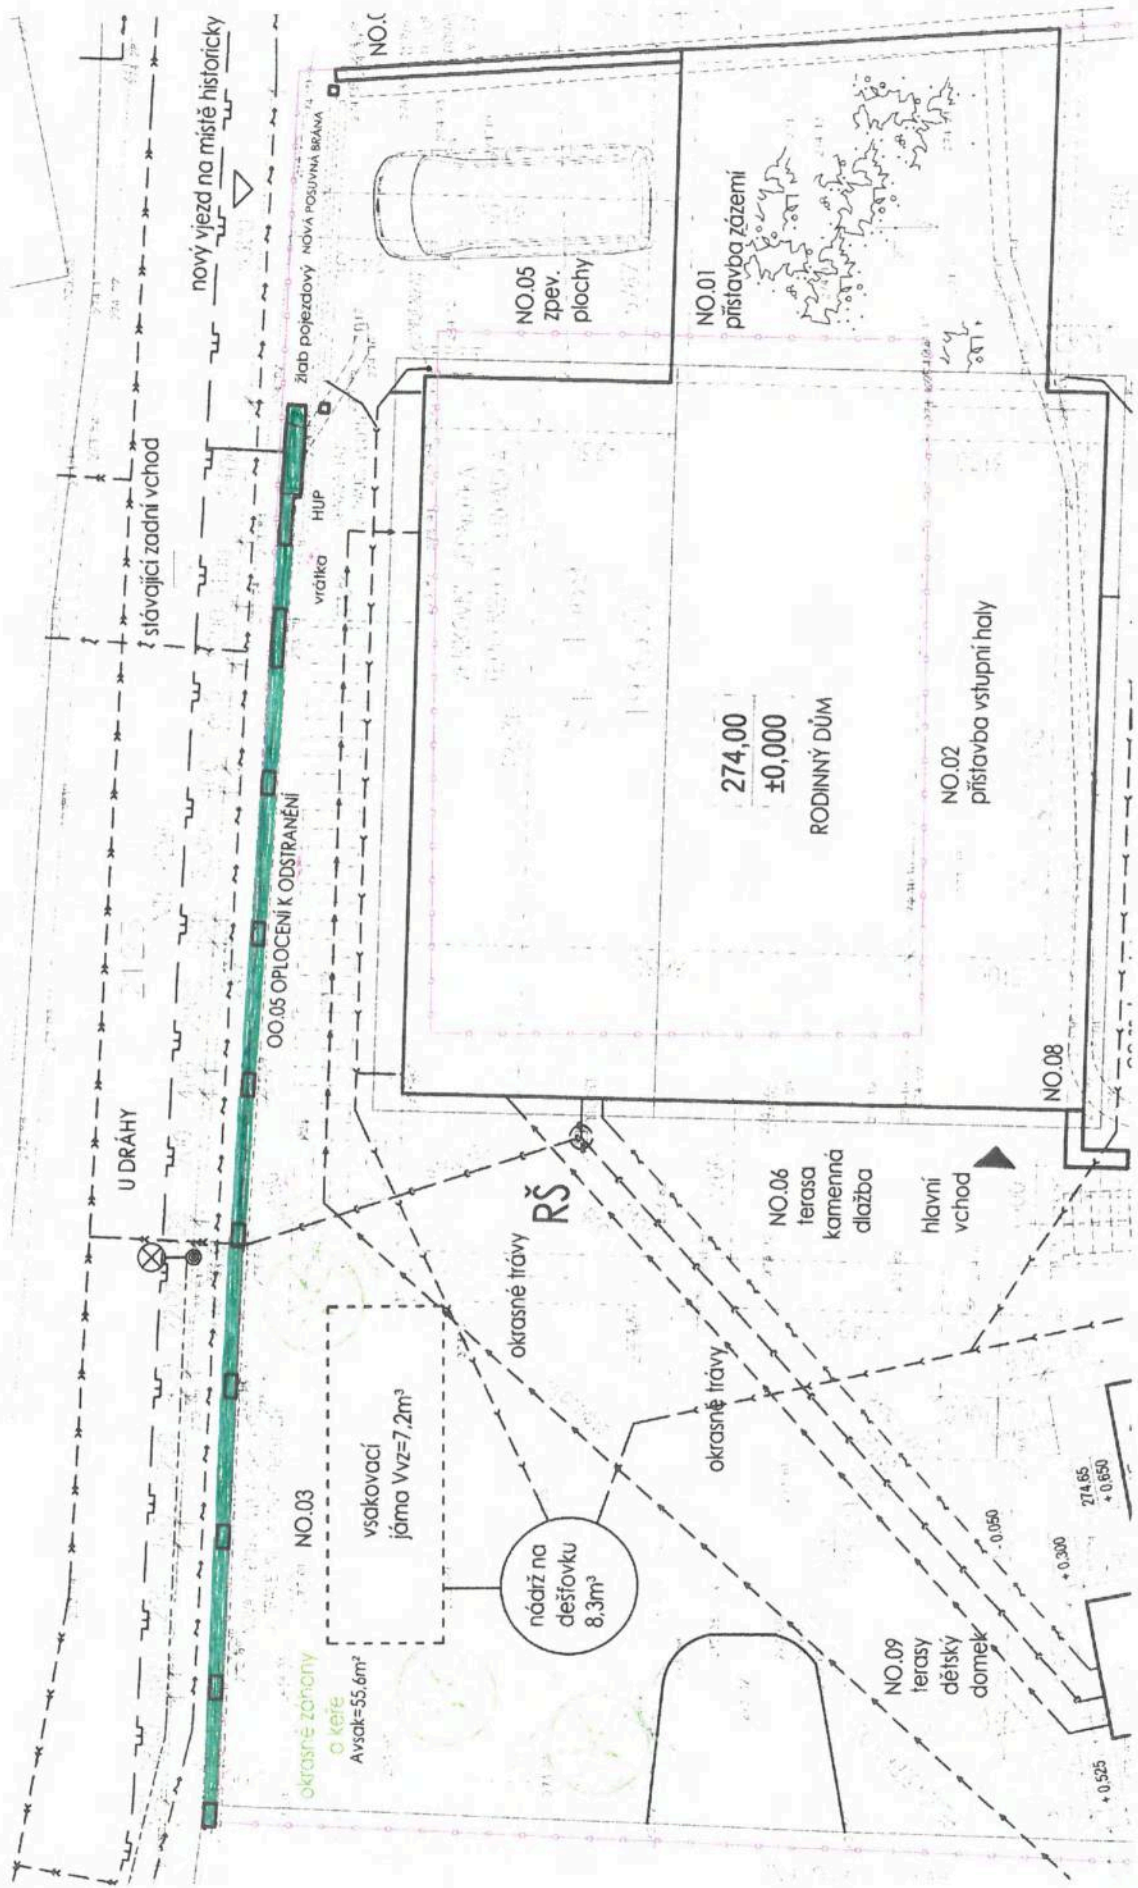 nový vjezd na místě historicky
NO.0
žlab pojezdový NOVÁ POSUVNÁ BRÁNA
stávající zadní vchod
HUP
vrátka
OO.05 OPLOCENÍ K ODSTRANĚNÍ
U DRÁHY
NO.05
zpev.
plochy
NO.01
přístavba zázemí
274,00
±0,000
RODINNÝ DŮM
NO.02
přístavba vstupní haly
NO.08
RŠ
NO.06
terasa
kamenná
dlažba
hlavní
vchod
okrasné trávy
okrasné trávy
NO.03
vsakovací
jáma Vvz=7,2m³
nádrž na
dešťovku
8,3m³
okrasné záhony
a keře
Avsak=55,6m²
NO.09
terasy
dětský
domek
274,65
+ 0,650
0,050
+ 0,300
+ 0,525